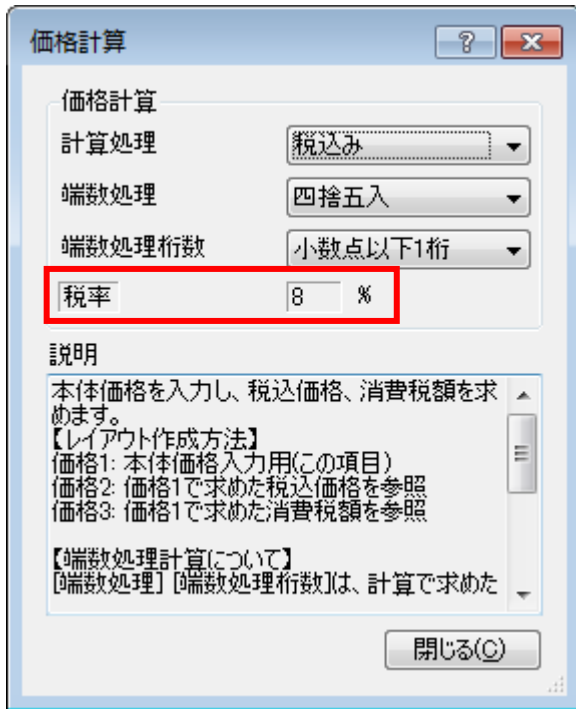 価格計算
?
価格計算
計算処理 税込み
端数処理 四捨五入
端数処理桁数 小数点以下1桁
税率 8 %
説明
本体価格を入力し、税込価格、消費税額を求
めます。
【レイアウト作成方法】
価格1: 本体価格入力用(この項目)
価格2: 価格1で求めた税込価格を参照
価格3: 価格1で求めた消費税額を参照
【端数処理計算について】
[端数処理] [端数処理桁数]は、計算で求めた
閉じる(C)